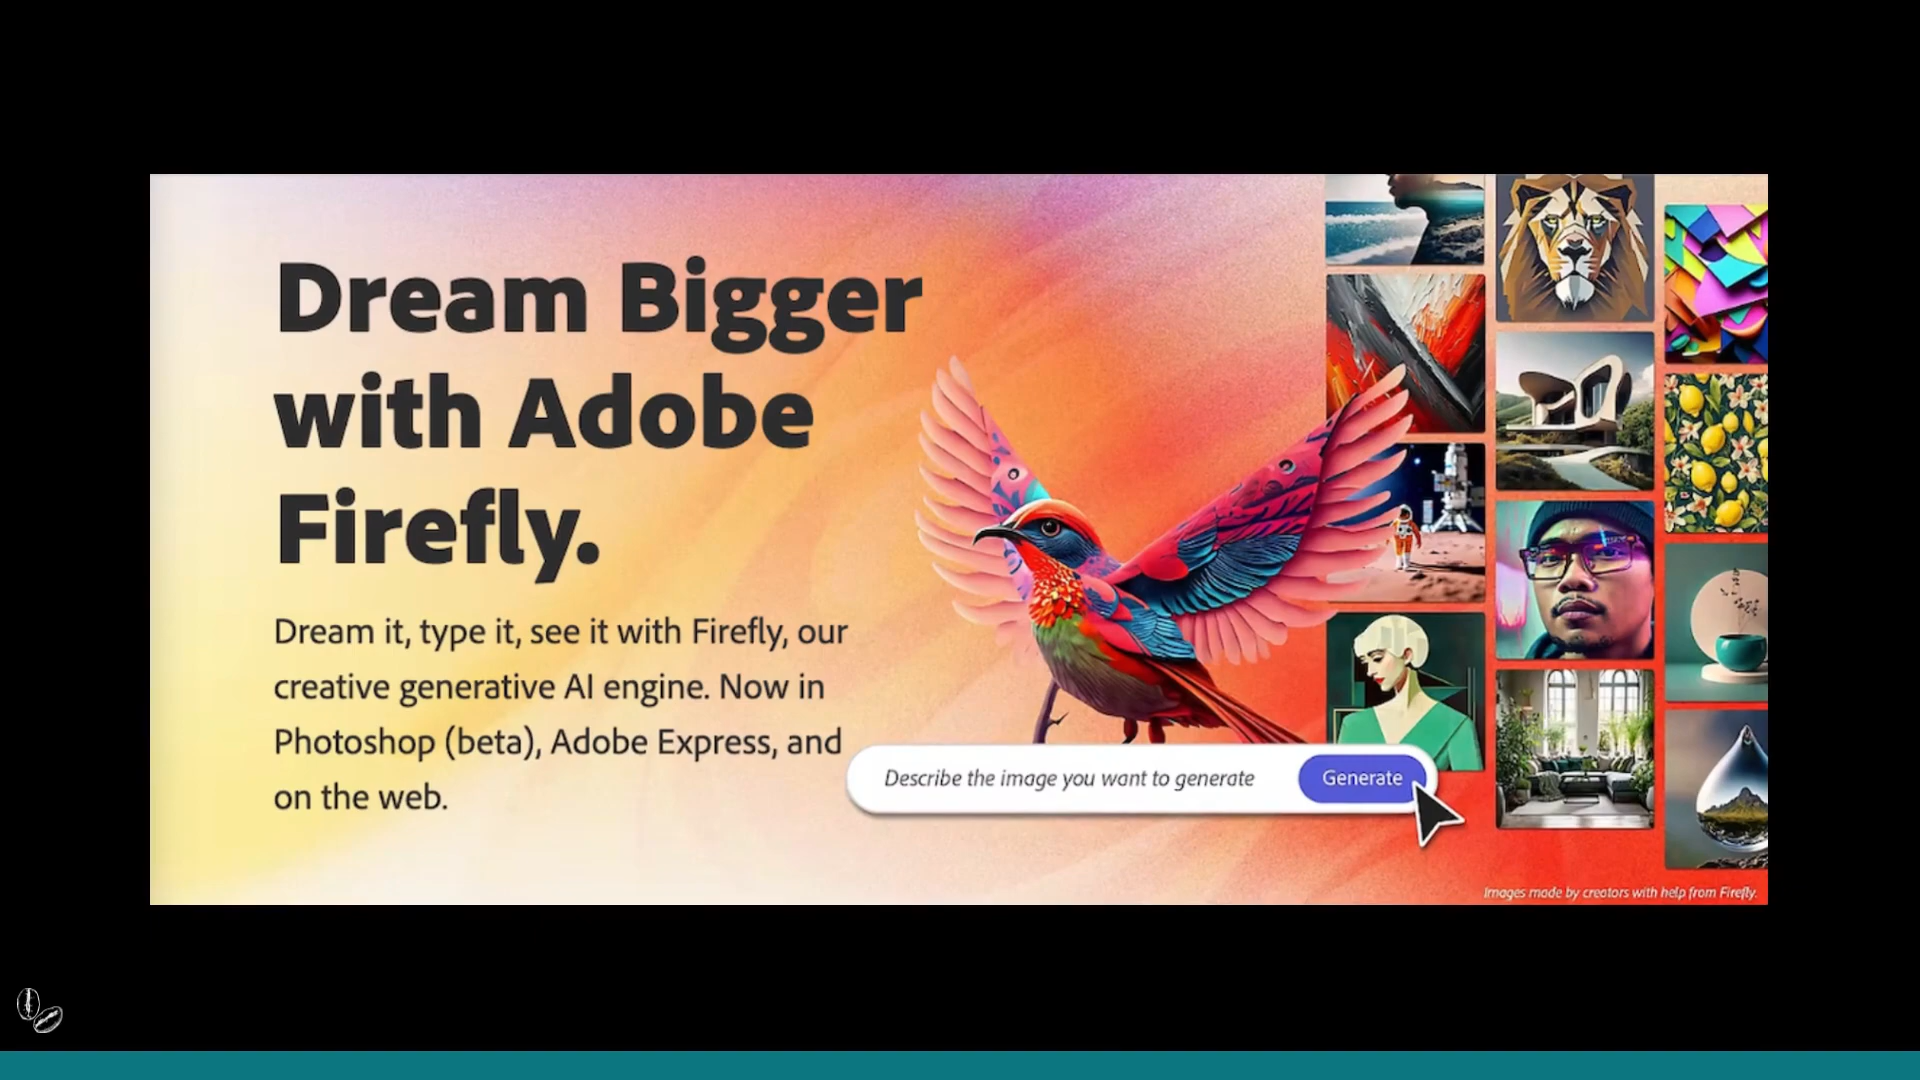 Dream Bigger
with Adobe
Firefly.
Dream it, type it, see it with Firefly, our
creative generative AI engine. Now in
Photoshop (beta), Adobe Express, and
on the web.
Describe the image you want to generate
Generate
Images made by creators with help from Firefly.